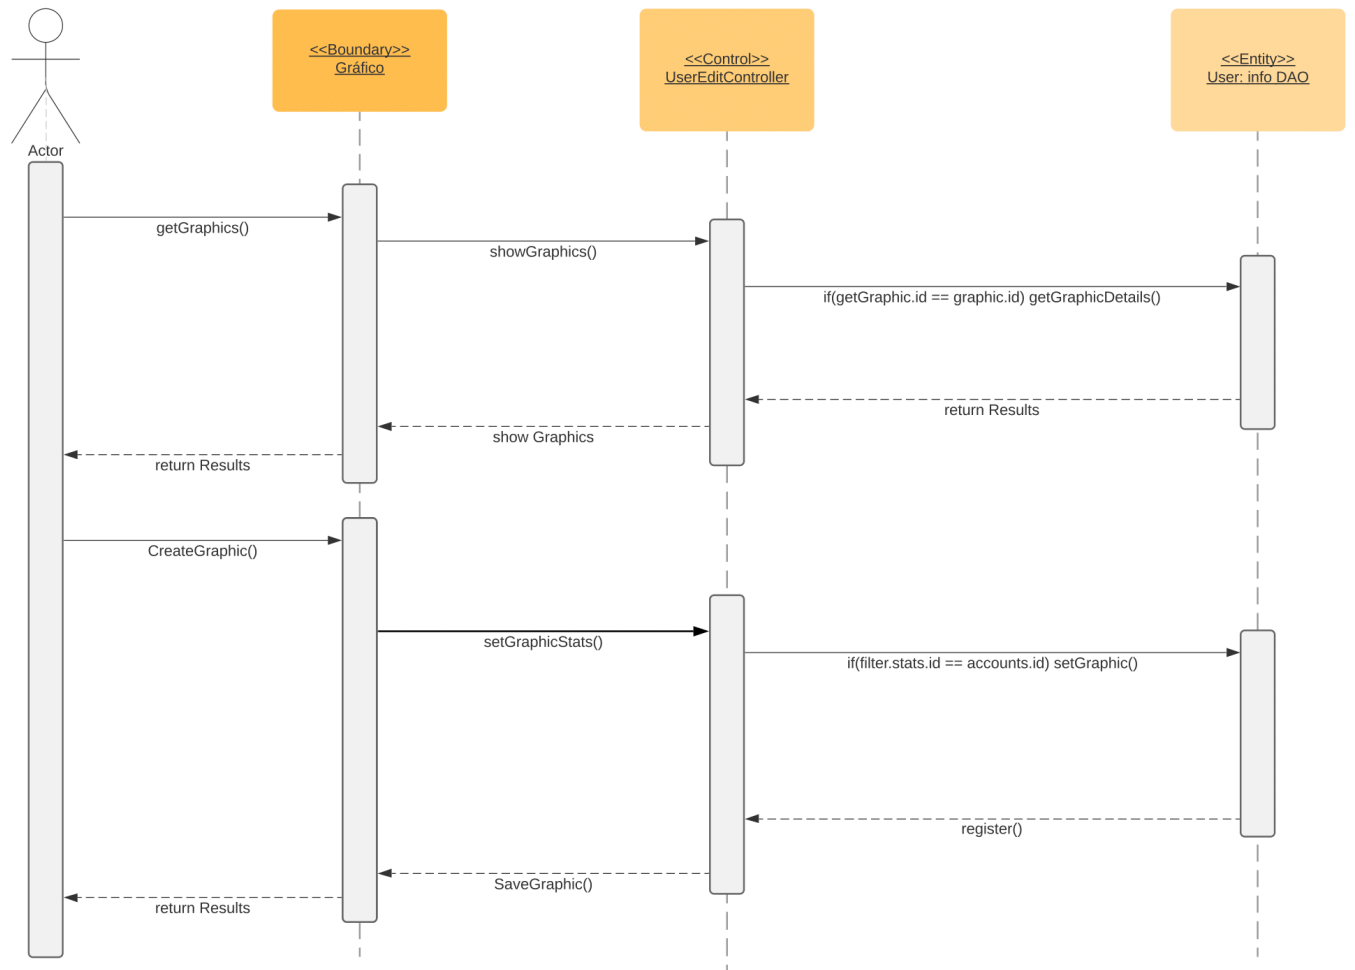 <<Boundary>>
Gráfico
<<Control>>
UserEditController
<<Entity>>
User: info DAO
Actor
getGraphics()
showGraphics()
if(getGraphic.id == graphic.id) getGraphicDetails()
return Results
show Graphics
return Results
CreateGraphic()
setGraphicStats()
if(filter.stats.id == accounts.id) setGraphic()
register()
SaveGraphic()
return Results